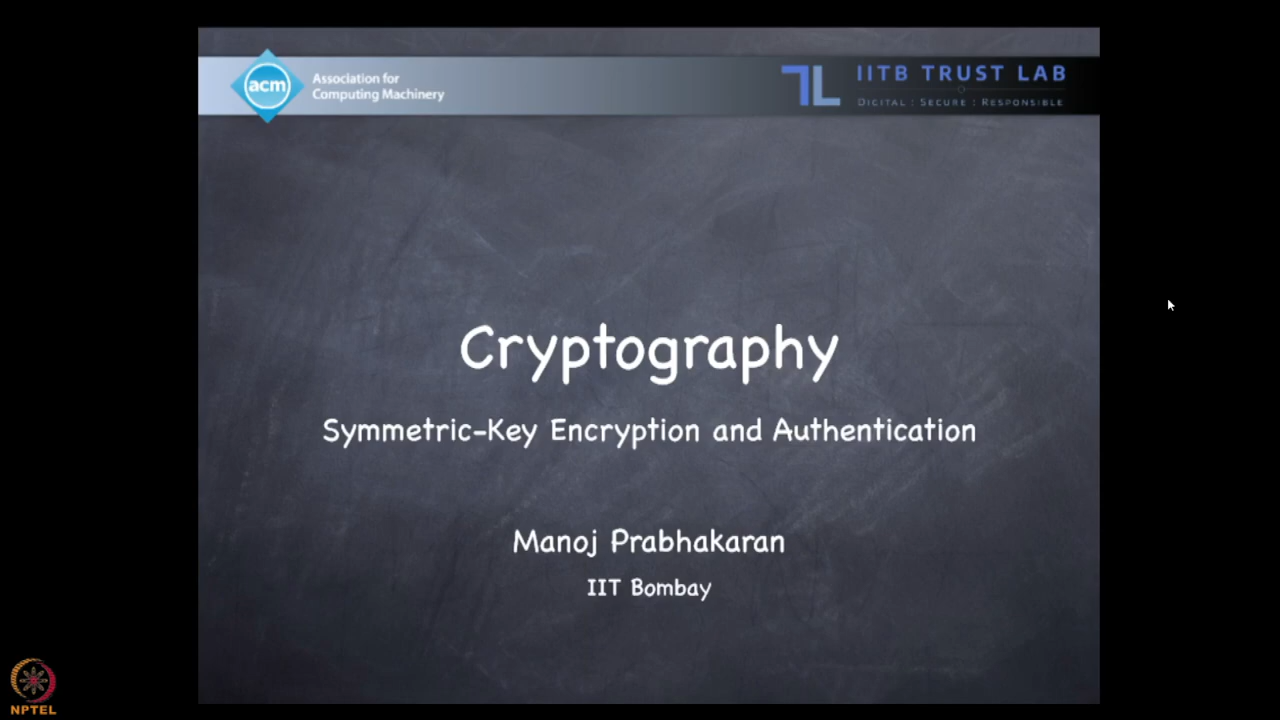 acm
Association for
Computing Machinery
TL
IITB TRUST LAB
DIGITAL : SECURE : RESPONSIBLE
Cryptography
Symmetric-Key Encryption and Authentication
Manoj Prabhakaran
IIT Bombay
NPTEL